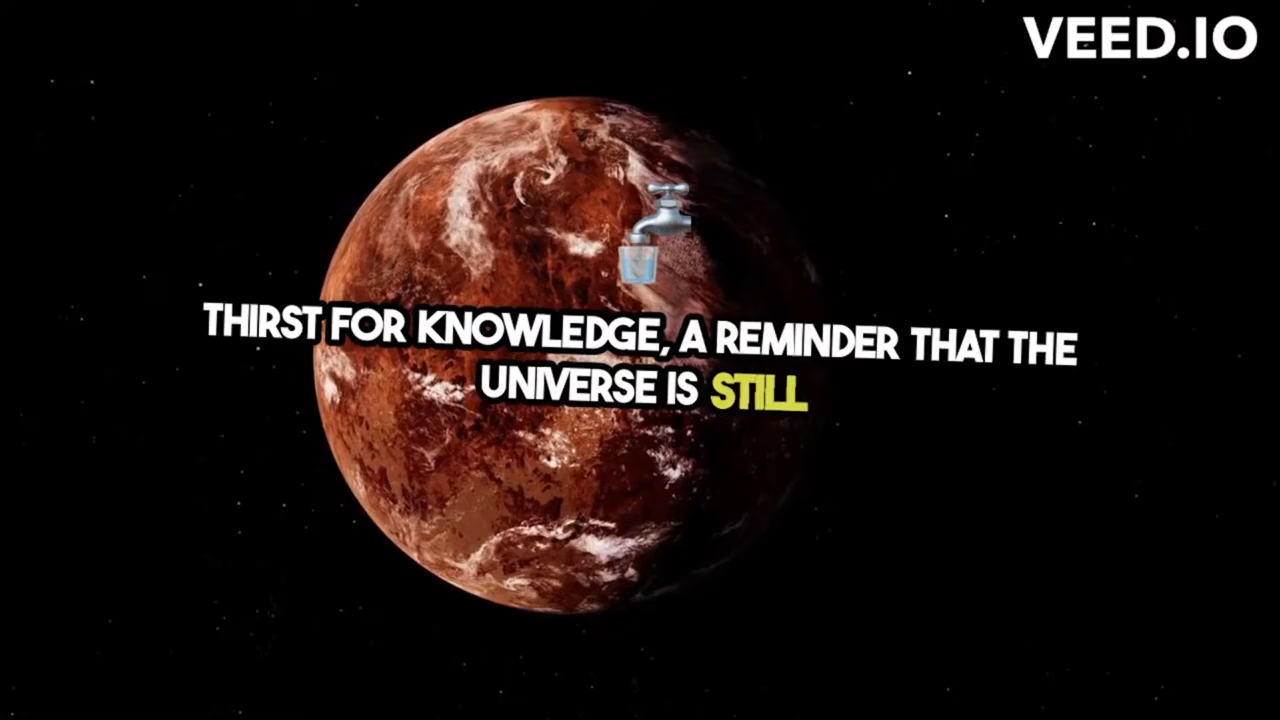 VEED.IO
THIRST FOR KNOWLEDGE, A REMINDER THAT THE
UNIVERSE IS STILL